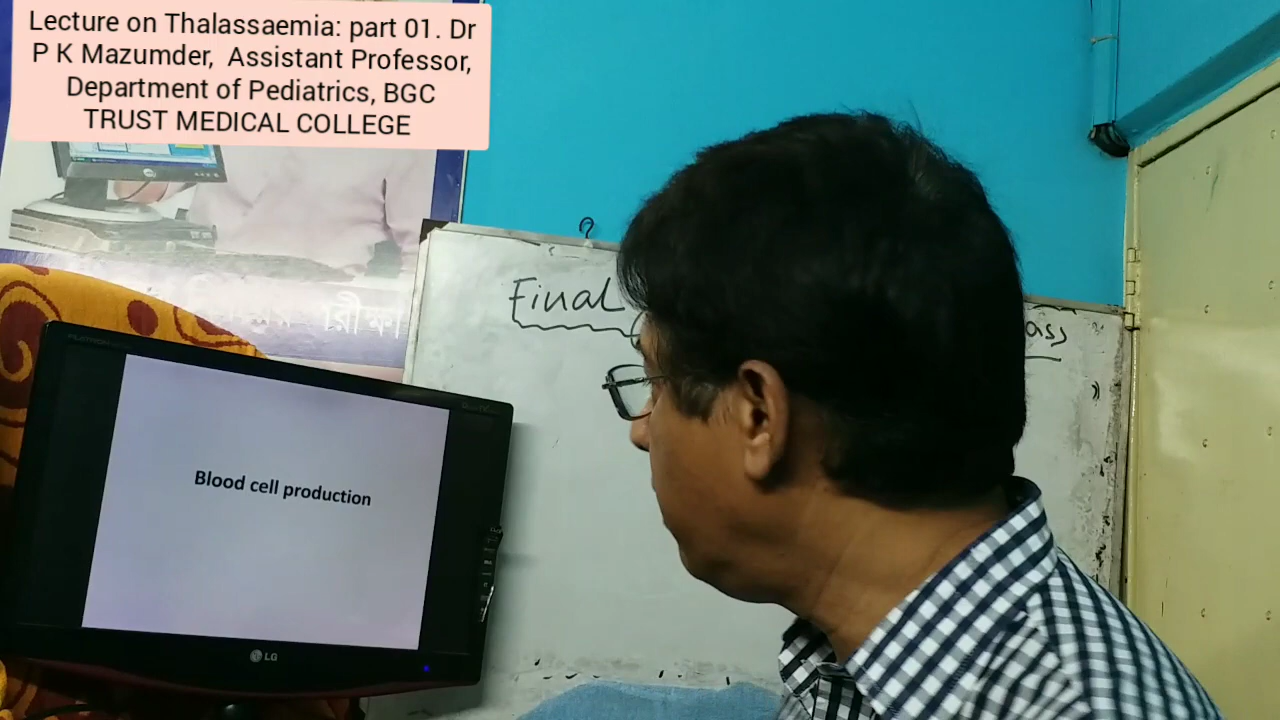 Lecture on Thalassaemia: part 01. Dr
P K Mazumder,  Assistant Professor,
Department of Pediatrics, BGC
TRUST MEDICAL COLLEGE
Final
ass
Blood cell production
LG